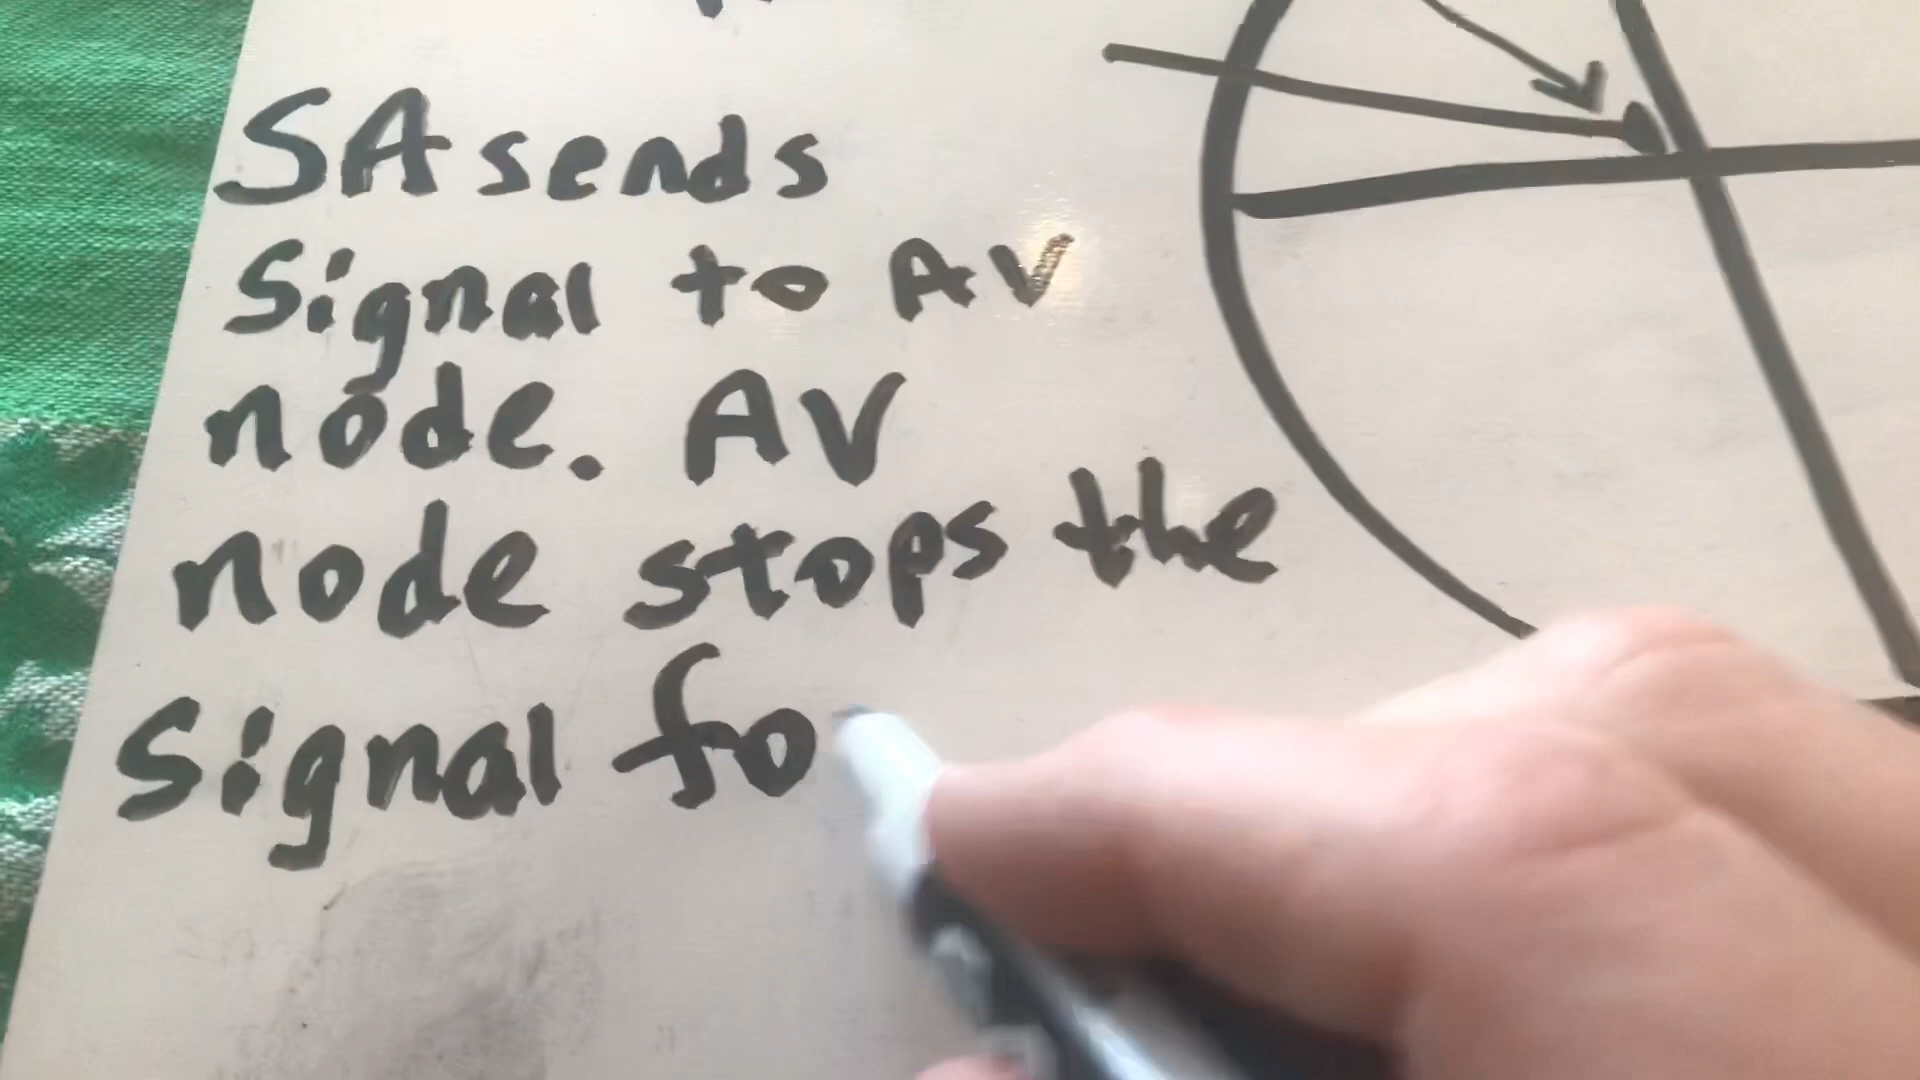 SA sends
Signal to AV
node. AV
node stops the
Signal fo